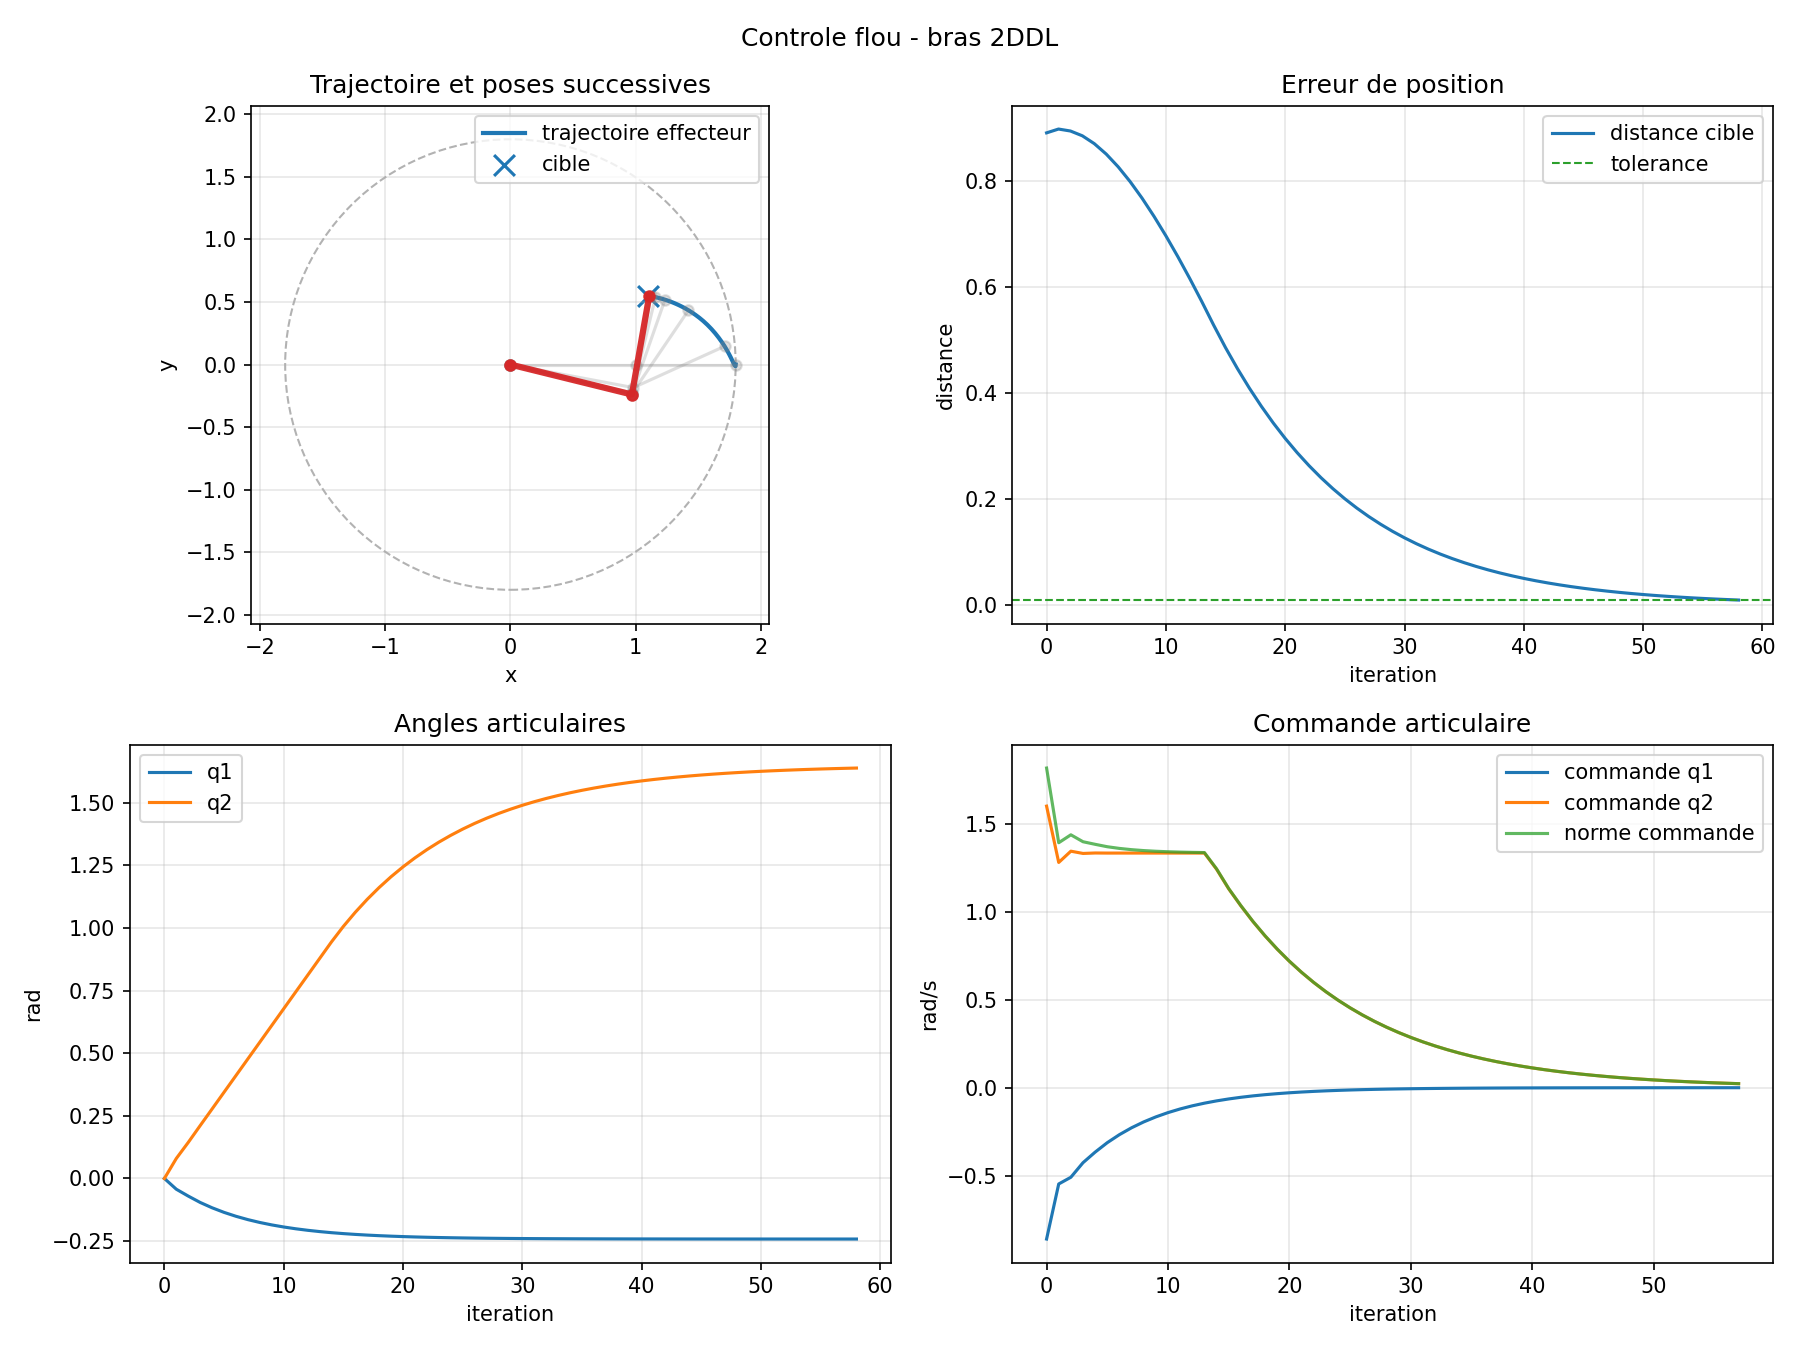 Controle flou - bras 2DDL
Trajectoire et poses successives
trajectoire effecteur
cible
2.0
1.5
1.0
0.5
0.0
−0.5
−1.0
−1.5
−2.0
y
−2
−1
0
1
2
x
Erreur de position
distance cible
tolerance
0.8
0.6
0.4
0.2
0.0
distance
0
10
20
30
40
50
60
iteration
Angles articulaires
q1
q2
1.50
1.25
1.00
0.75
0.50
0.25
0.00
−0.25
rad
0
10
20
30
40
50
60
iteration
Commande articulaire
commande q1
commande q2
norme commande
1.5
1.0
0.5
0.0
−0.5
rad/s
0
10
20
30
40
50
iteration